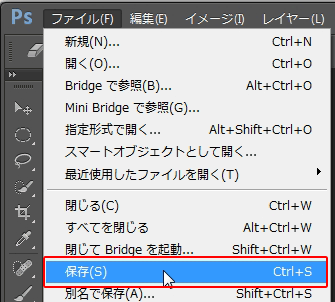 Ps ファイル(F) 編集(E) イメージ(I) レイヤー(L)
新規(N)... Ctrl+N
開く(O)... Ctrl+O
Bridge で参照(B)... Alt+O
Mini Bridge で参照(G)...
指定形式で開く... Alt+Shift+Ctrl+O
スマートオブジェクトとして開く...
最近使用したファイルを開く(T)
閉じる(C) Ctrl+W
すべてを閉じる Alt+Ctrl+W
閉じて Bridge を起動... Shift+Ctrl+W
保存(S) Ctrl+S
別名で保存(A)... Shift+Ctrl+S